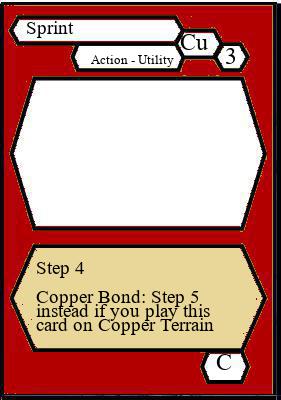 Sprint
Cu
Action - Utility
3
Step 4
Copper Bond: Step 5
instead if you play this
card on Copper Terrain
C